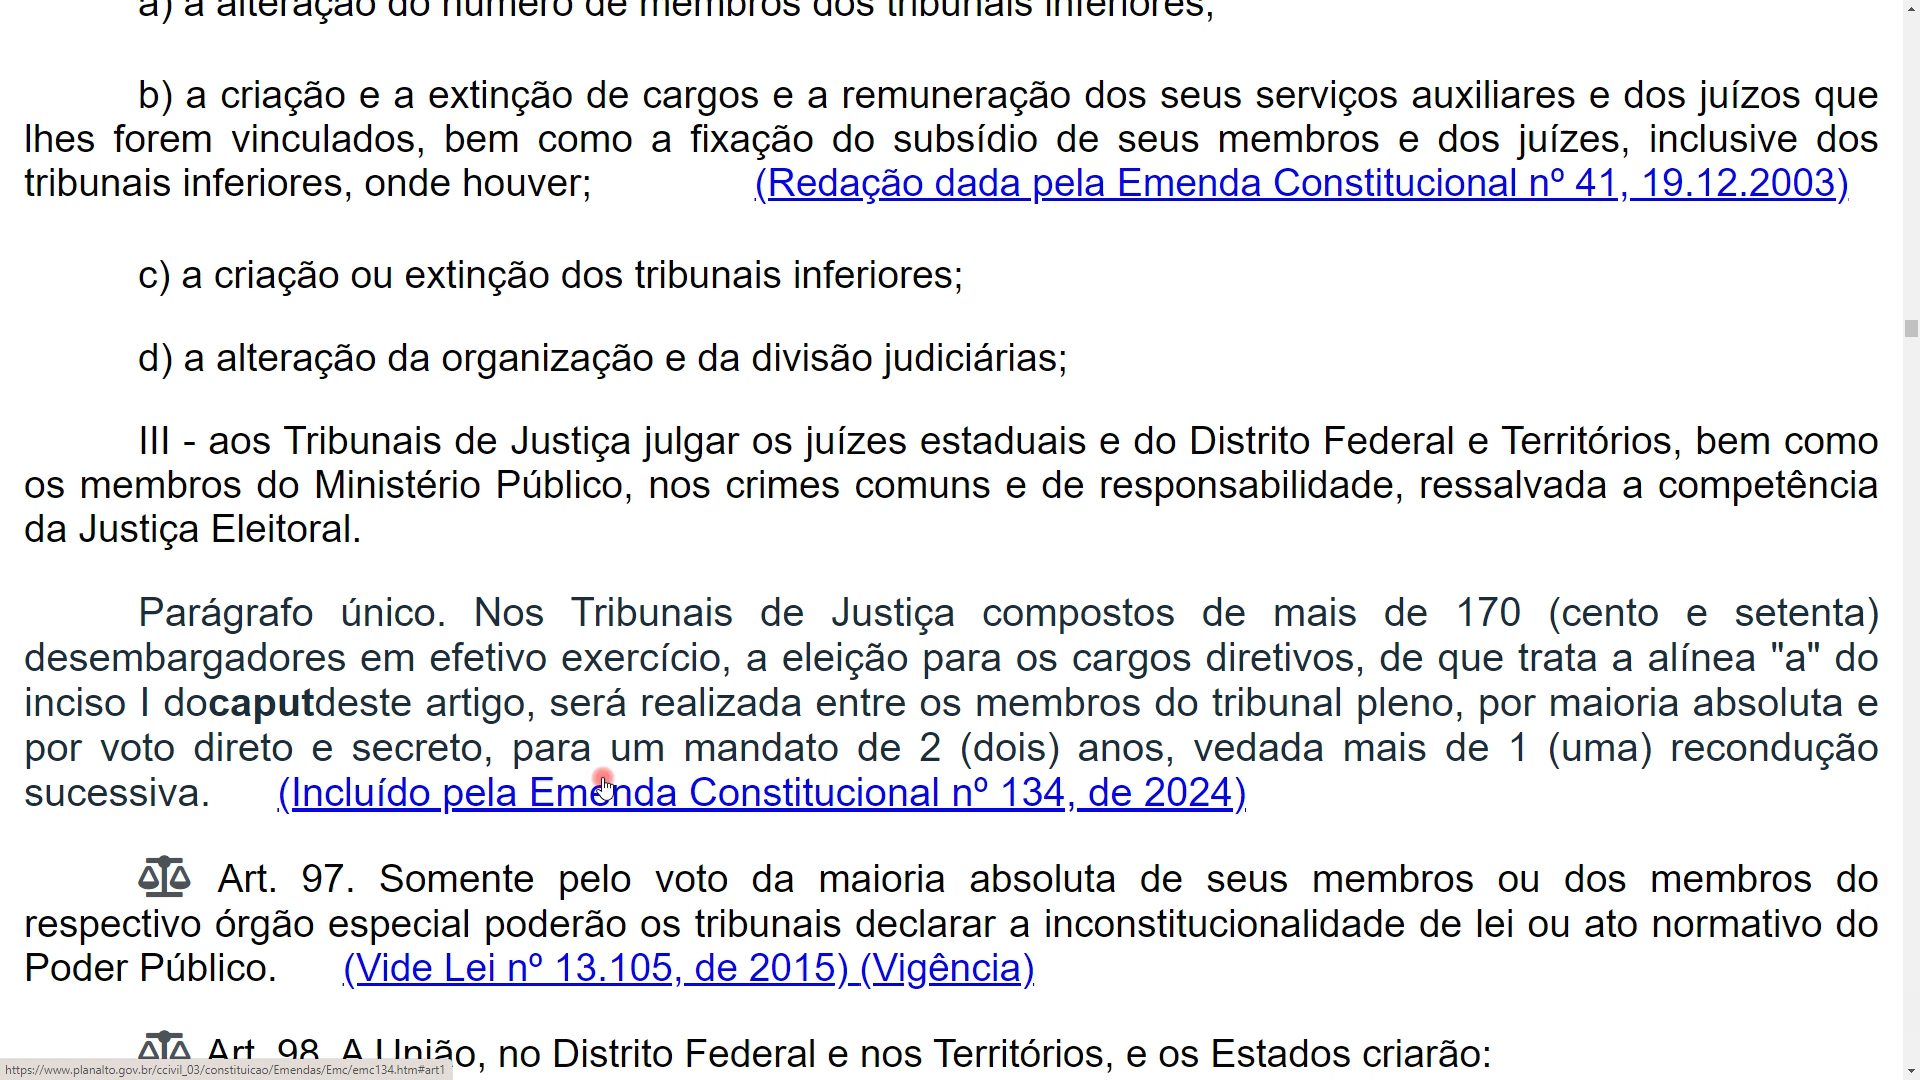 a) a alteração do número de membros dos tribunais inferiores;
b) a criação e a extinção de cargos e a remuneração dos seus serviços auxiliares e dos juízos que
lhes forem vinculados, bem como a fixação do subsídio de seus membros e dos juízes, inclusive dos
tribunais inferiores, onde houver; (Redação dada pela Emenda Constitucional nº 41, 19.12.2003)
c) a criação ou extinção dos tribunais inferiores;
d) a alteração da organização e da divisão judiciárias;
III - aos Tribunais de Justiça julgar os juízes estaduais e do Distrito Federal e Territórios, bem como
os membros do Ministério Público, nos crimes comuns e de responsabilidade, ressalvada a competência
da Justiça Eleitoral.
Parágrafo único. Nos Tribunais de Justiça compostos de mais de 170 (cento e setenta)
desembargadores em efetivo exercício, a eleição para os cargos diretivos, de que trata a alínea "a" do
inciso I docaputdeste artigo, será realizada entre os membros do tribunal pleno, por maioria absoluta e
por voto direto e secreto, para um mandato de 2 (dois) anos, vedada mais de 1 (uma) recondução
sucessiva. (Incluído pela Emenda Constitucional nº 134, de 2024)
Art. 97. Somente pelo voto da maioria absoluta de seus membros ou dos membros do
respectivo órgão especial poderão os tribunais declarar a inconstitucionalidade de lei ou ato normativo do
Poder Público. (Vide Lei nº 13.105, de 2015) (Vigência)
Art. 98. A União, no Distrito Federal e nos Territórios, e os Estados criarão:
https://www.planalto.gov.br/ccivil_03/constituicao/Emendas/Emc/emc134.htm#art1